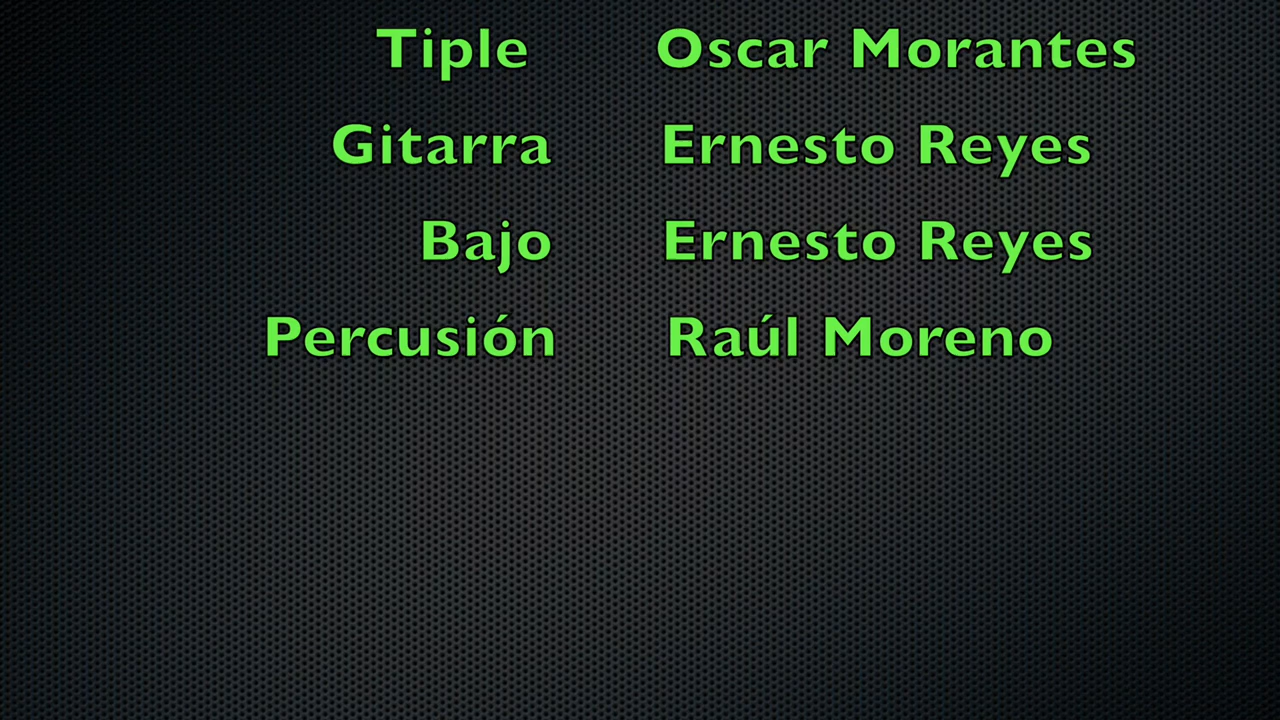 Tiple Oscar Morantes
Gitarra Ernesto Reyes
Bajo Ernesto Reyes
Percusión Raúl Moreno